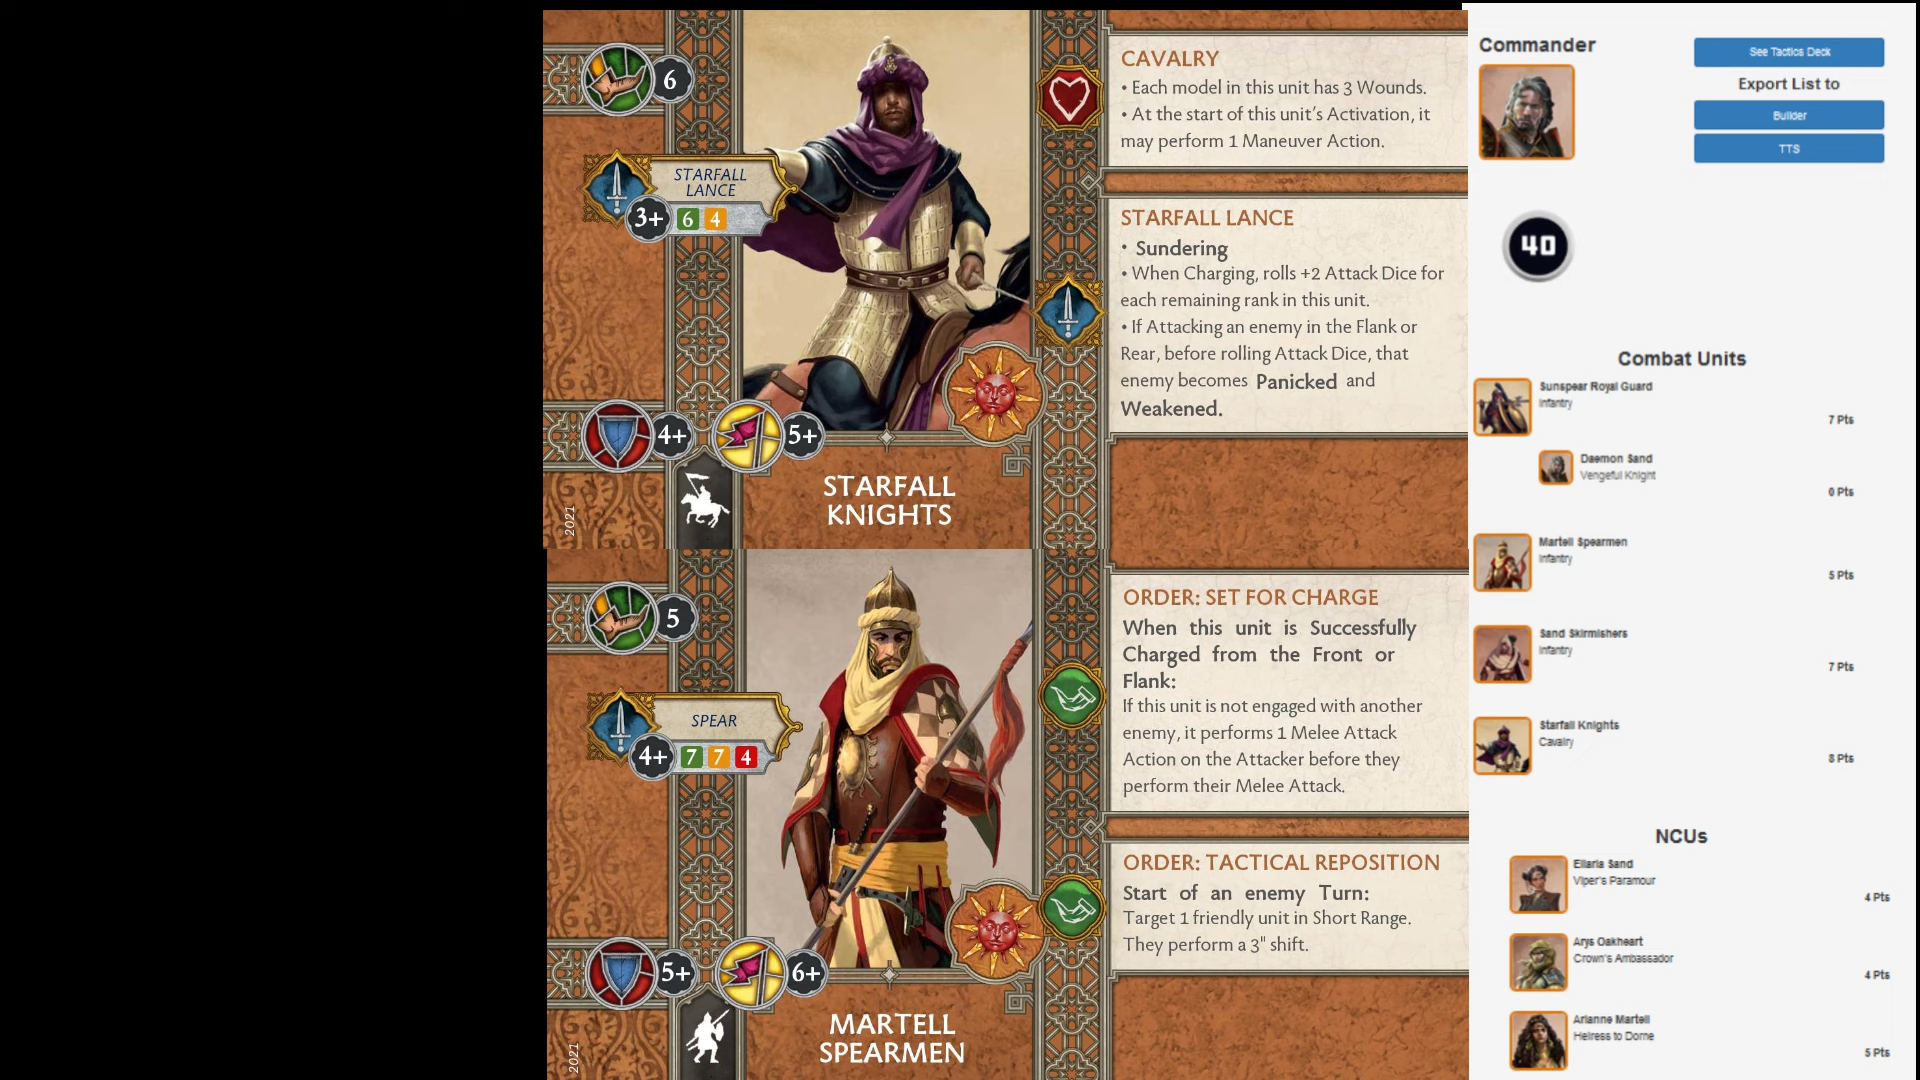 6
STARFALL
LANCE
3+ 6 4
4+ 5+
STARFALL
KNIGHTS
2021
CAVALRY
• Each model in this unit has 3 Wounds.
• At the start of this unit's Activation, it
may perform 1 Maneuver Action.
STARFALL LANCE
• Sundering
• When Charging, rolls +2 Attack Dice for
each remaining rank in this unit.
• If Attacking an enemy in the Flank or
Rear, before rolling Attack Dice, that
enemy becomes Panicked and
Weakened.
5
SPEAR
4+ 7 7 4
5+ 6+
MARTELL
SPEARMEN
2021
ORDER: SET FOR CHARGE
When this unit is Successfully
Charged from the Front or
Flank:
If this unit is not engaged with another
enemy, it performs 1 Melee Attack
Action on the Attacker before they
perform their Melee Attack.
ORDER: TACTICAL REPOSITION
Start of an enemy Turn:
Target 1 friendly unit in Short Range.
They perform a 3" shift.
Commander
See Tactics Deck
Export List to
Builder
TTS
40
Combat Units
Sunspear Royal Guard
Infantry
7 Pts
Daemon Sand
Vengeful Knight
0 Pts
Martell Spearmen
Infantry
5 Pts
Sand Skirmishers
Infantry
7 Pts
Starfall Knights
Cavalry
8 Pts
NCUs
Ellaria Sand
Viper's Paramour
4 Pts
Arys Oakheart
Crown's Ambassador
4 Pts
Arianne Martell
Heiress to Dorne
5 Pts